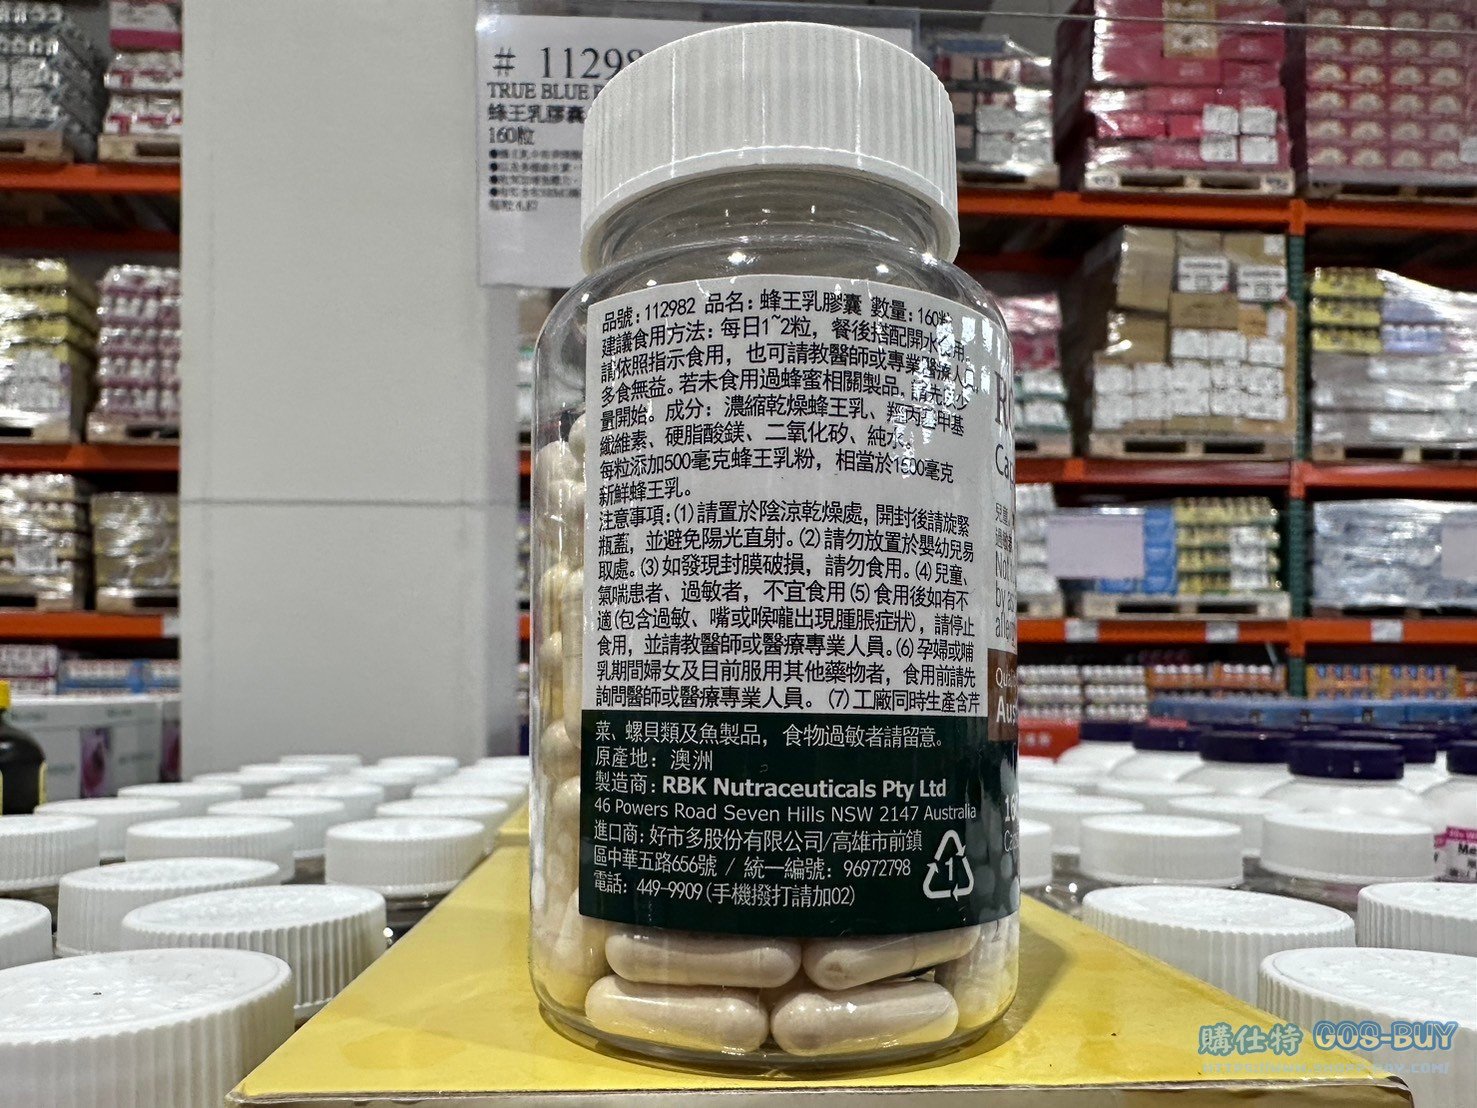 # 1129
TRUE BLUE
蜂王乳膠囊
160粒
品號：112982 品名：蜂王乳膠囊 數量：160粒
建議食用方法：每日1~2粒，餐後搭配開水食用。
請依照指示食用，也可請教醫師或專業醫療人員，
多食無益。若未食用過蜂蜜相關製品，請先以少
量開始。成分：濃縮乾燥蜂王乳、羥丙基甲基
纖維素、硬脂酸鎂、二氧化矽、純水。
每粒添加500毫克蜂王乳粉，相當於1500毫克
新鮮蜂王乳。
注意事項：(1)請置於陰涼乾燥處，開封後請旋緊
瓶蓋，並避免陽光直射。(2)請勿放置於嬰幼兒易
取處。(3)如發現封膜破損，請勿食用。(4)兒童、
氣喘患者、過敏者，不宜食用(5)食用後如有不
適(包含過敏、嘴或喉嚨出現腫脹症狀)，請停止
食用，並請教醫師或醫療專業人員。(6)孕婦或哺
乳期間婦女及目前服用其他藥物者，食用前請先
詢問醫師或醫療專業人員。(7)工廠同時生產含芹
菜、螺貝類及魚製品，食物過敏者請留意。
原產地：澳洲
製造商：RBK Nutraceuticals Pty Ltd
46 Powers Road Seven Hills NSW 2147 Australia
進口商：好市多股份有限公司/高雄市前鎮
區中華五路656號 / 統一編號：96972798
電話：449-9909(手機撥打請加02)
1
購仕特 GOS-BUY